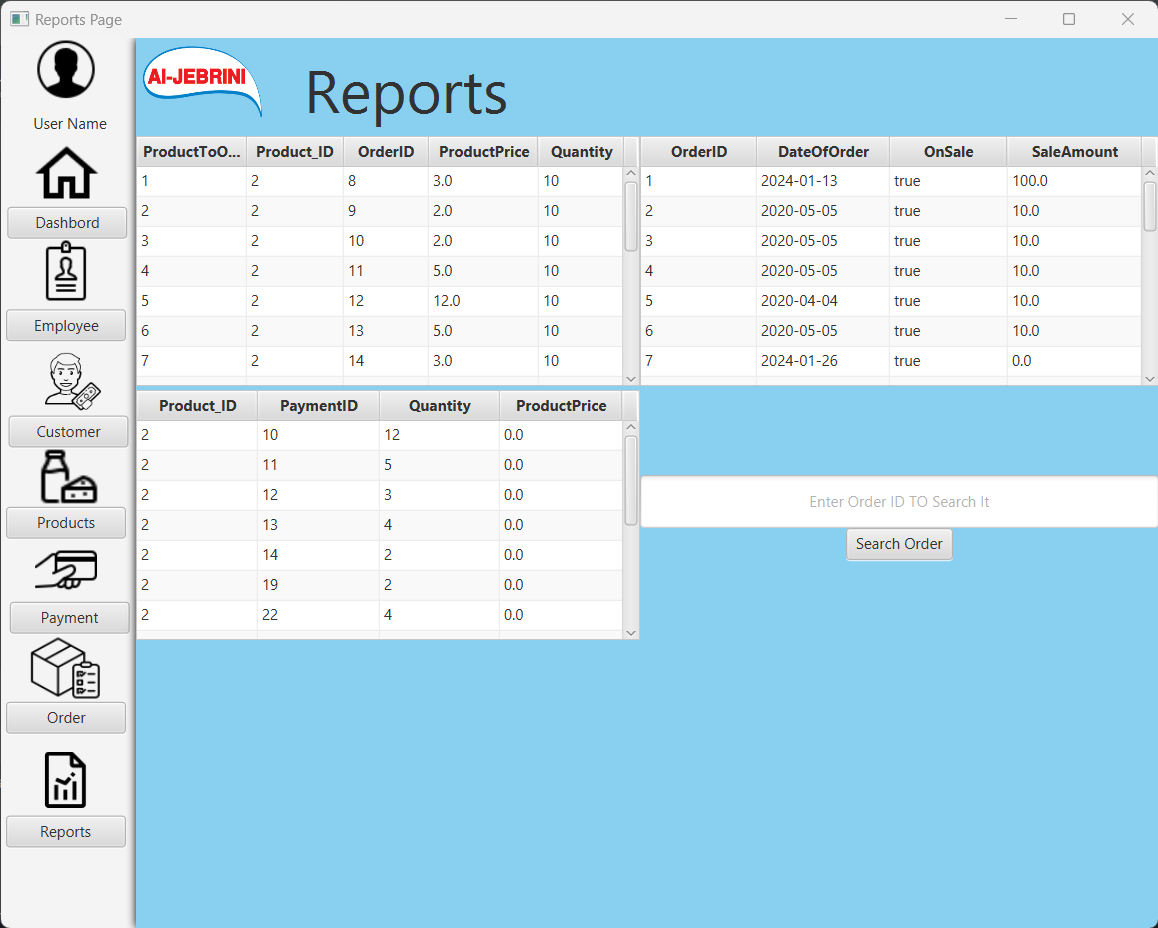 Reports Page
User Name
Dashbord
Employee
Customer
Products
Payment
Order
Reports
Al-JEBRINI
Reports
ProductToO... Product_ID OrderID ProductPrice Quantity
1 2 8 3.0 10
2 2 9 2.0 10
3 2 10 2.0 10
4 2 11 5.0 10
5 2 12 12.0 10
6 2 13 5.0 10
7 2 14 3.0 10
OrderID DateOfOrder OnSale SaleAmount
1 2024-01-13 true 100.0
2 2020-05-05 true 10.0
3 2020-05-05 true 10.0
4 2020-05-05 true 10.0
5 2020-04-04 true 10.0
6 2020-05-05 true 10.0
7 2024-01-26 true 0.0
Product_ID PaymentID Quantity ProductPrice
2 10 12 0.0
2 11 5 0.0
2 12 3 0.0
2 13 4 0.0
2 14 2 0.0
2 19 2 0.0
2 22 4 0.0
Enter Order ID TO Search It
Search Order